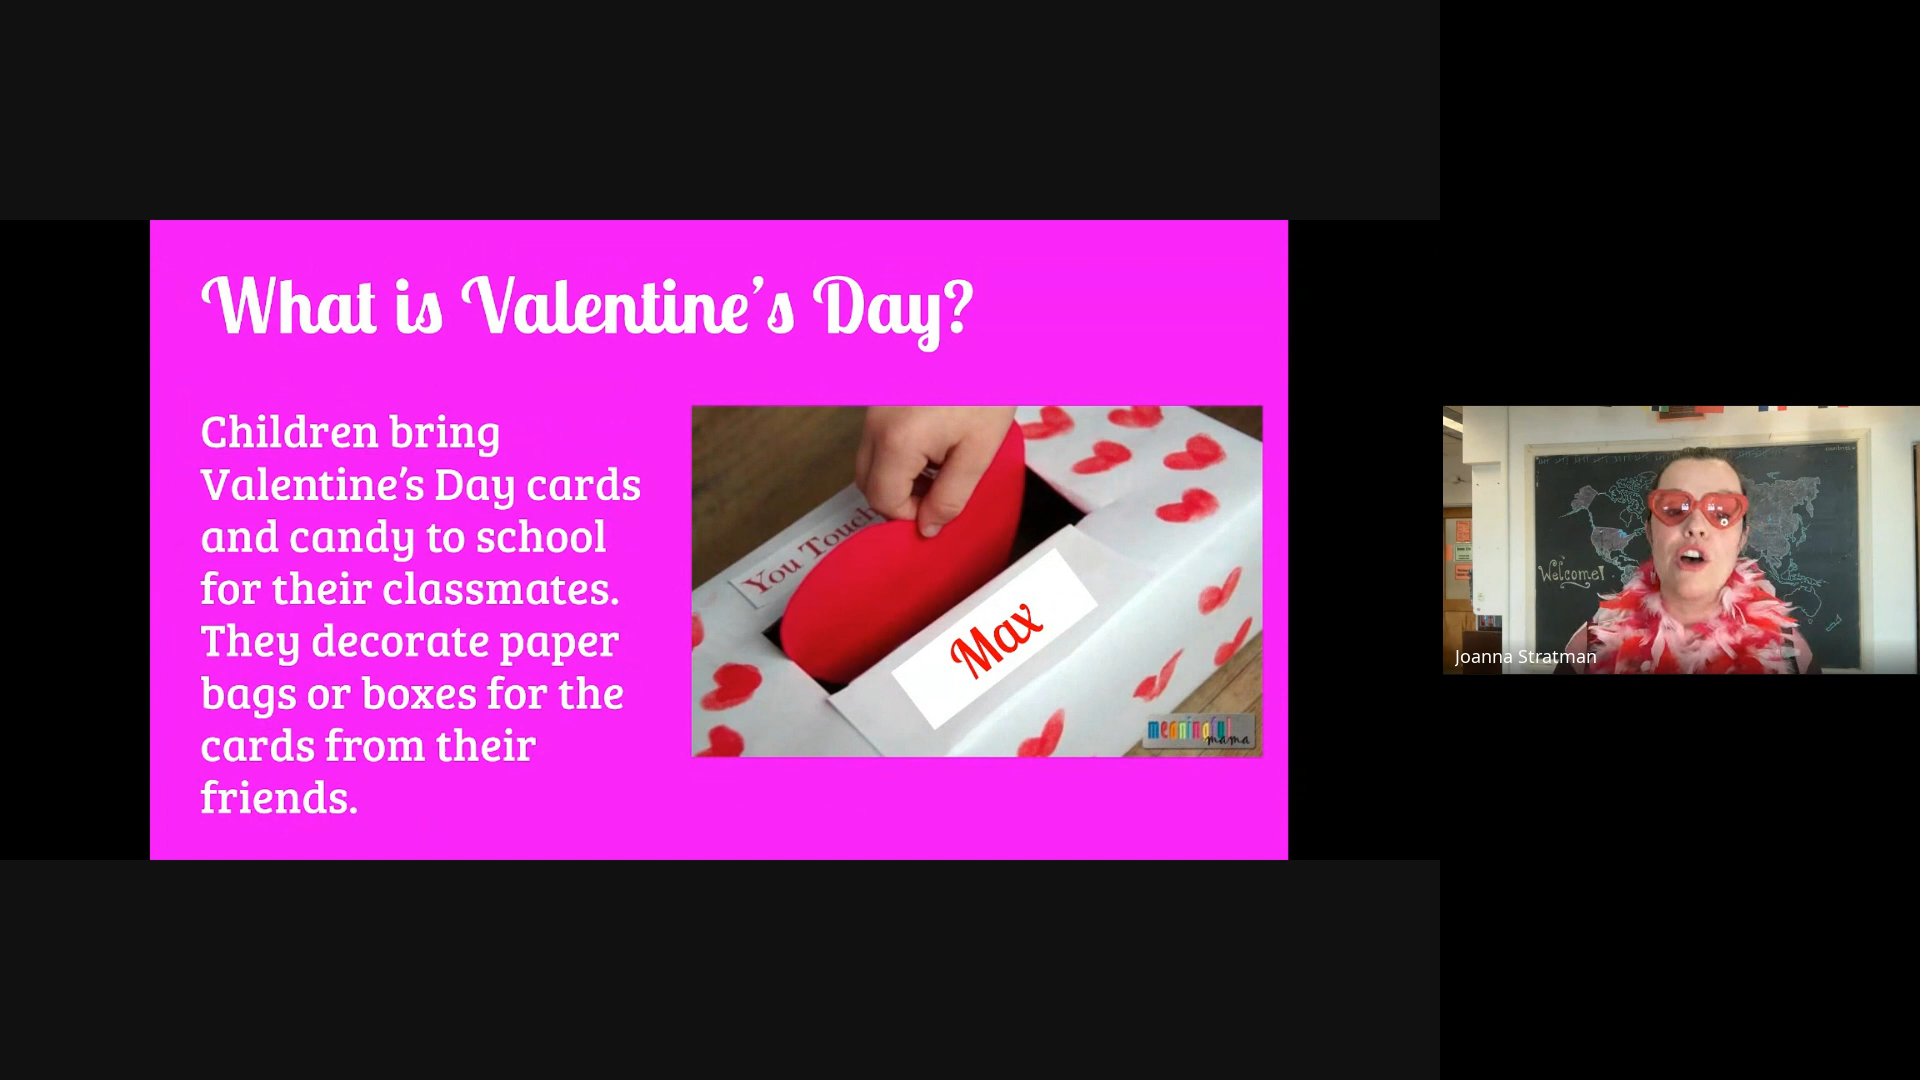 What is Valentine's Day?
Children bring
Valentine's Day cards
and candy to school
for their classmates.
They decorate paper
bags or boxes for the
cards from their
friends.
You Touch
Max
meaningful
mama
Welcome!
Joanna Stratman